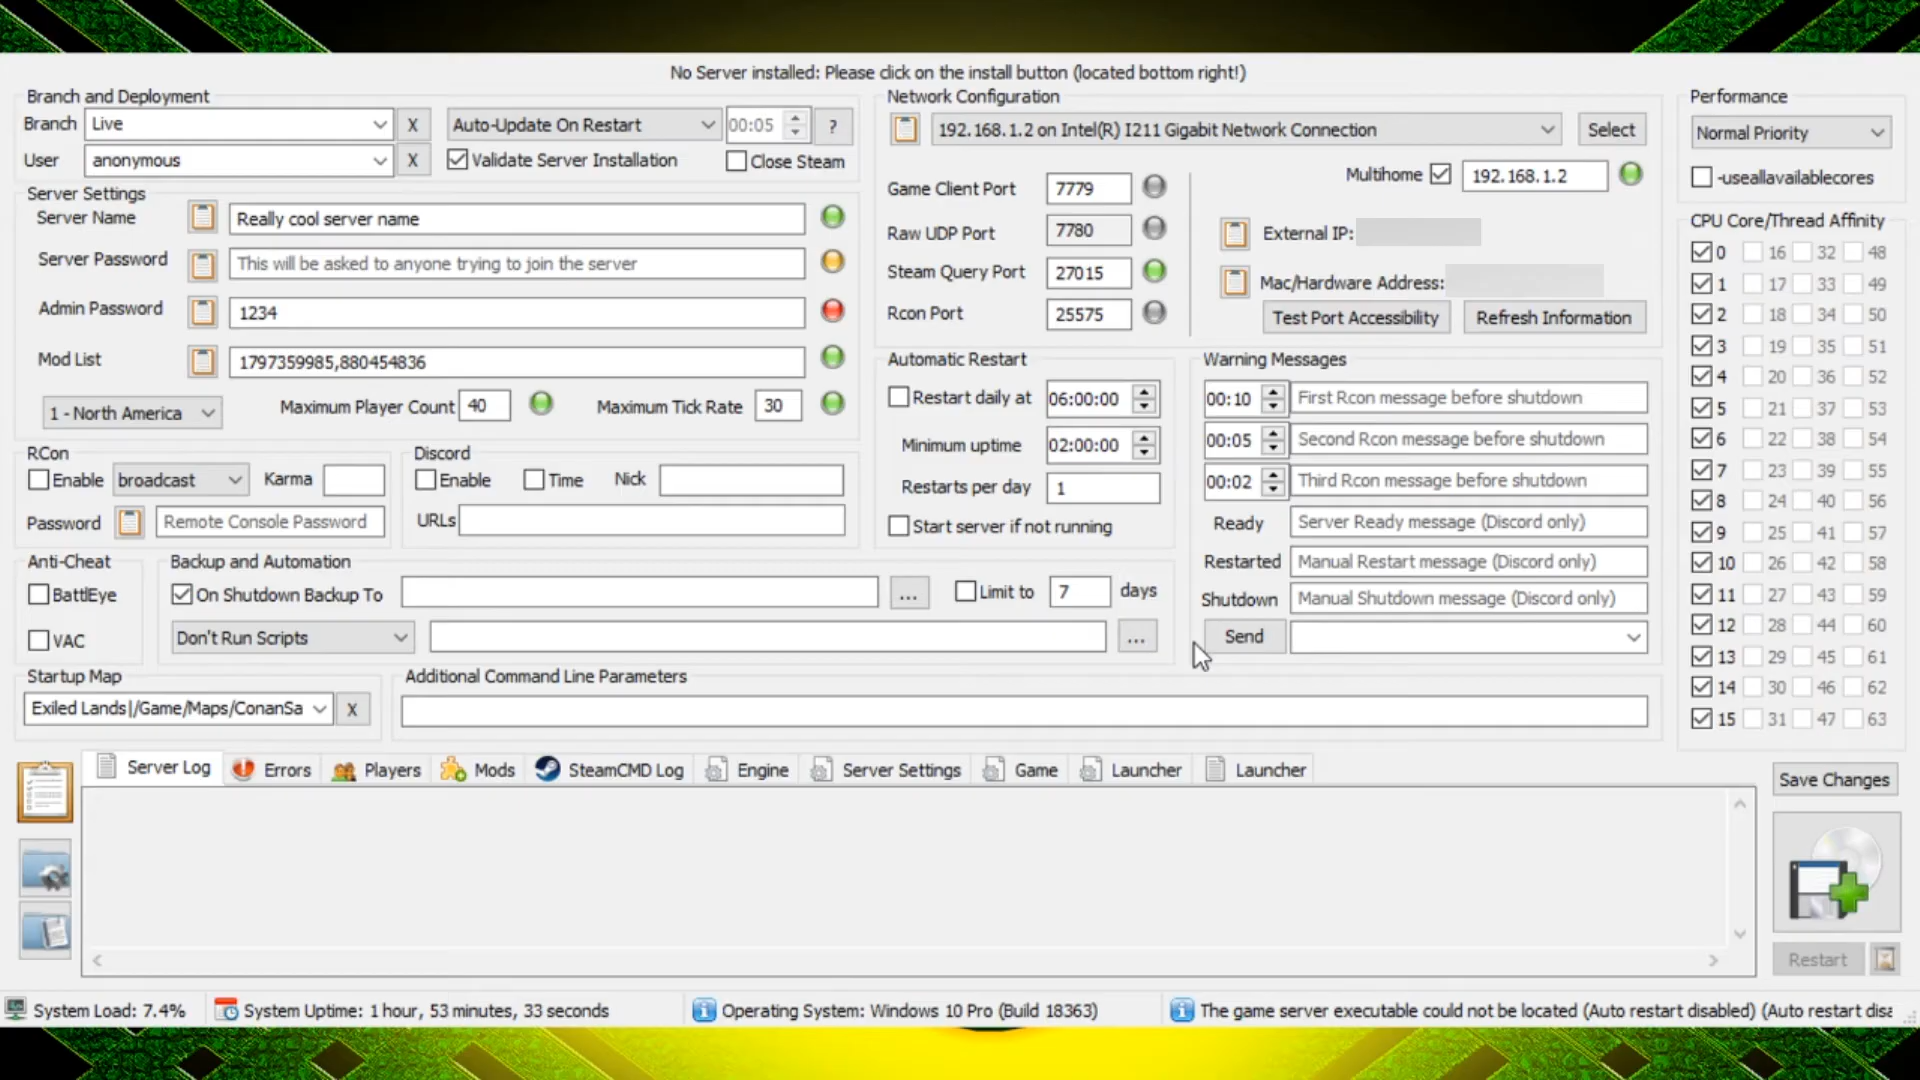 No Server installed: Please click on the install button (located bottom right!)
Branch and Deployment
Branch Live X Auto-Update On Restart 00:05 ?
User anonymous X Validate Server Installation Close Steam
Server Settings
Server Name Really cool server name
Server Password This will be asked to anyone trying to join the server
Admin Password 1234
Mod List 1797359985,880454836
1 - North America Maximum Player Count 40 Maximum Tick Rate 30
RCon
Enable broadcast Karma
Password Remote Console Password
Discord
Enable Time Nick
URLs
Anti-Cheat
BattlEye
VAC
Backup and Automation
On Shutdown Backup To ... Limit to 7 days
Don't Run Scripts ...
Startup Map
Exiled Lands|/Game/Maps/ConanSa X
Additional Command Line Parameters
Network Configuration
192.168.1.2 on Intel(R) I211 Gigabit Network Connection Select
Multihome 192.168.1.2
Game Client Port 7779
Raw UDP Port 7780
Steam Query Port 27015
Rcon Port 25575
External IP:
Mac/Hardware Address:
Test Port Accessibility Refresh Information
Automatic Restart
Restart daily at 06:00:00
Minimum uptime 02:00:00
Restarts per day 1
Start server if not running
Warning Messages
00:10 First Rcon message before shutdown
00:05 Second Rcon message before shutdown
00:02 Third Rcon message before shutdown
Ready Server Ready message (Discord only)
Restarted Manual Restart message (Discord only)
Shutdown Manual Shutdown message (Discord only)
Send
Performance
Normal Priority
-useallavailablecores
CPU Core/Thread Affinity
0 16 32 48
1 17 33 49
2 18 34 50
3 19 35 51
4 20 36 52
5 21 37 53
6 22 38 54
7 23 39 55
8 24 40 56
9 25 41 57
10 26 42 58
11 27 43 59
12 28 44 60
13 29 45 61
14 30 46 62
15 31 47 63
Server Log Errors Players Mods SteamCMD Log Engine Server Settings Game Launcher Launcher
Save Changes
Restart
System Load: 7.4% System Uptime: 1 hour, 53 minutes, 33 seconds Operating System: Windows 10 Pro (Build 18363) The game server executable could not be located (Auto restart disabled) (Auto restart disa